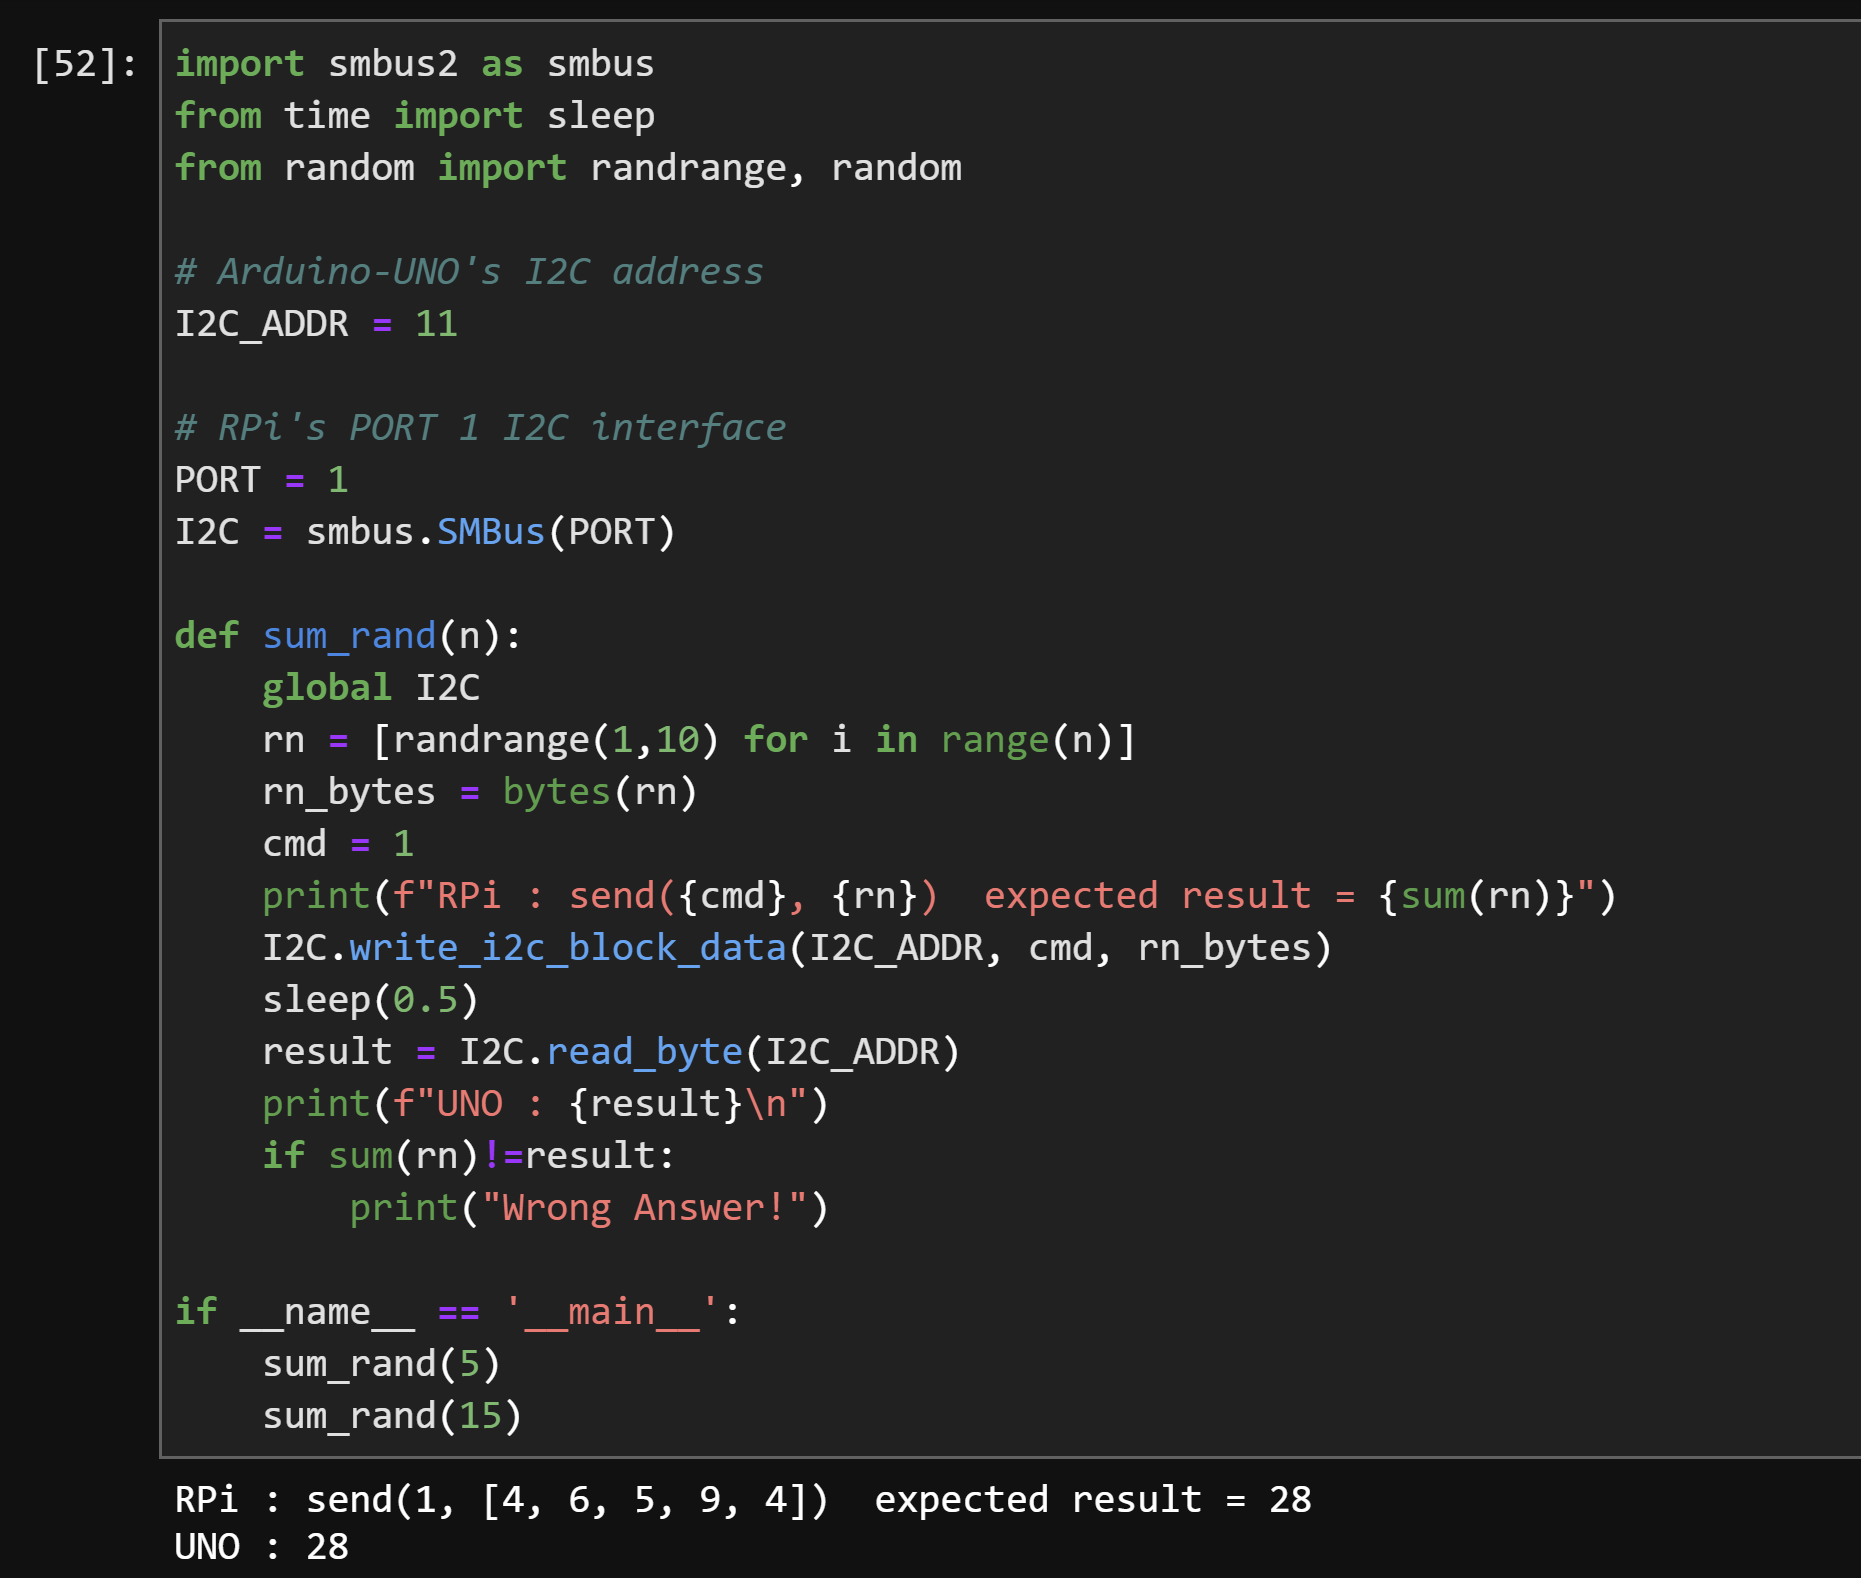 [52]:
import smbus2 as smbus
from time import sleep
from random import randrange, random

# Arduino-UNO's I2C address
I2C_ADDR = 11

# RPi's PORT 1 I2C interface
PORT = 1
I2C = smbus.SMBus(PORT)

def sum_rand(n):
    global I2C
    rn = [randrange(1,10) for i in range(n)]
    rn_bytes = bytes(rn)
    cmd = 1
    print(f"RPi : send({cmd}, {rn})  expected result = {sum(rn)}")
    I2C.write_i2c_block_data(I2C_ADDR, cmd, rn_bytes)
    sleep(0.5)
    result = I2C.read_byte(I2C_ADDR)
    print(f"UNO : {result}\n")
    if sum(rn)!=result:
        print("Wrong Answer!")

if __name__ == '__main__':
    sum_rand(5)
    sum_rand(15)
RPi : send(1, [4, 6, 5, 9, 4])  expected result = 28
UNO : 28